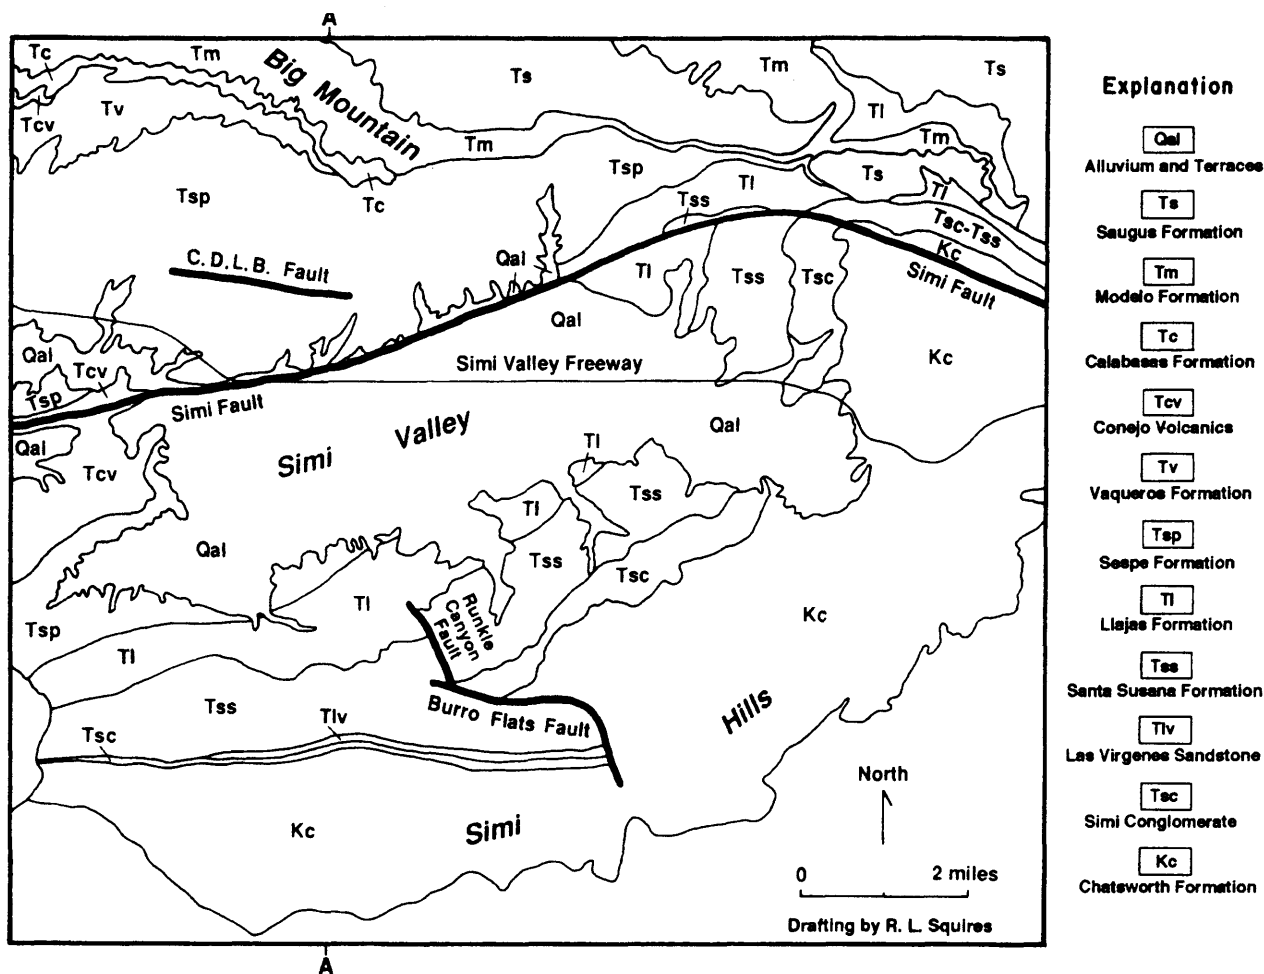 A
Tc
Tm
Big Mountain
Ts
Tm
Ts
Tcv
Tv
Tl
Tm
Tm
Tsp
Tsp
Tc
Tl
Ts
Tl
Tss
Tsc-Tss
Kc
C.D.L.B. Fault
Qal
Tl
Tss
Tsc
Simi Fault
Qal
Qal
Tcv
Simi Valley Freeway
Kc
Tsp
Simi Fault
Qal
Tcv
Simi Valley
Qal
Tl
Tss
Tl
Qal
Tss
Tsc
Tl
Runkle
Canyon
Fault
Kc
Tsp
Tl
Tss
Tlv
Burro Flats Fault
Hills
Tsc
North
Kc
Simi
0 2 miles
Drafting by R. L. Squires
A
Explanation
Qal
Alluvium and Terraces
Ts
Saugus Formation
Tm
Modelo Formation
Tc
Calabasas Formation
Tcv
Conejo Volcanics
Tv
Vaqueros Formation
Tsp
Sespe Formation
Tl
Llajas Formation
Tss
Santa Susana Formation
Tlv
Las Virgenes Sandstone
Tsc
Simi Conglomerate
Kc
Chatsworth Formation